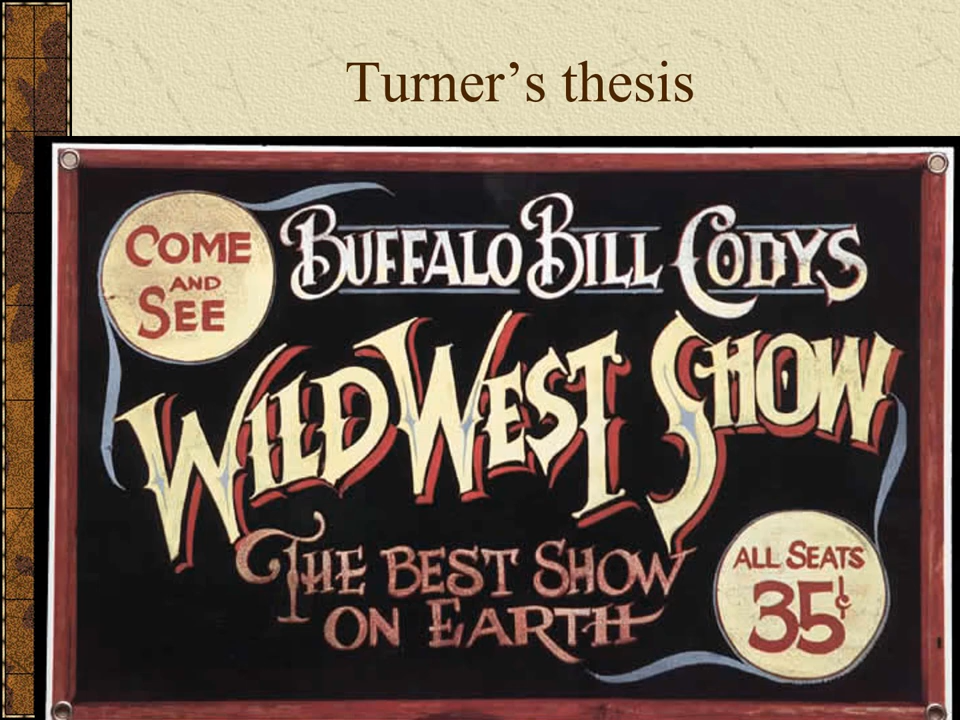 Turner's thesis
COME
AND
SEE
BUFFALO BILL CODYS
WILD WEST SHOW
THE BEST SHOW
ON EARTH
ALL SEATS
35¢